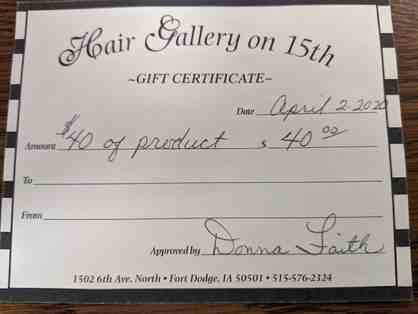 Hair Gallery on 15th
~GIFT CERTIFICATE~
Date April 2 2020
Amount $40 of product $ 40 00
To
From
Approved by Donna Faith
1502 6th Ave. North • Fort Dodge, IA 50501 • 515-576-2324